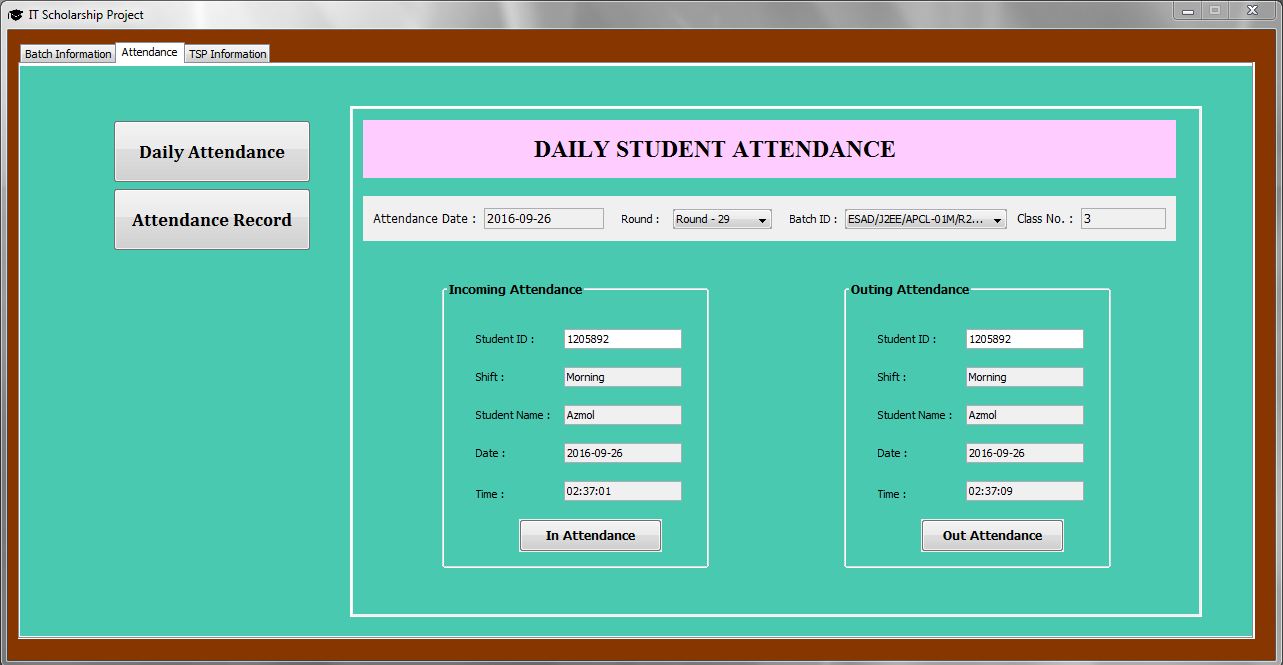 IT Scholarship Project
Batch Information Attendance TSP Information
Daily Attendance
Attendance Record
DAILY STUDENT ATTENDANCE
Attendance Date : 2016-09-26 Round : Round - 29 Batch ID : ESAD/J2EE/APCL-01M/R2... Class No. : 3
Incoming Attendance
Student ID : 1205892
Shift : Morning
Student Name : Azmol
Date : 2016-09-26
Time : 02:37:01
In Attendance
Outing Attendance
Student ID : 1205892
Shift : Morning
Student Name : Azmol
Date : 2016-09-26
Time : 02:37:09
Out Attendance